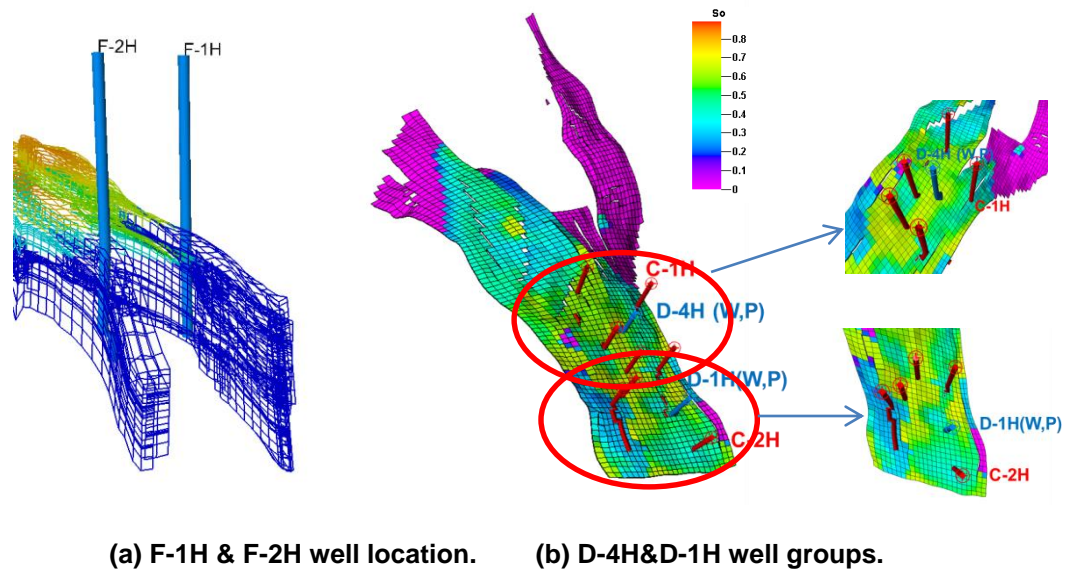 F-2H
F-1H
So
0.8
0.7
0.6
0.5
0.4
0.3
0.2
0.1
0
C-1H
D-4H (W,P)
D-1H(W,P)
C-2H
D-4H (W,P)
C-1H
D-1H(W,P)
C-2H
(a) F-1H & F-2H well location.
(b) D-4H&D-1H well groups.